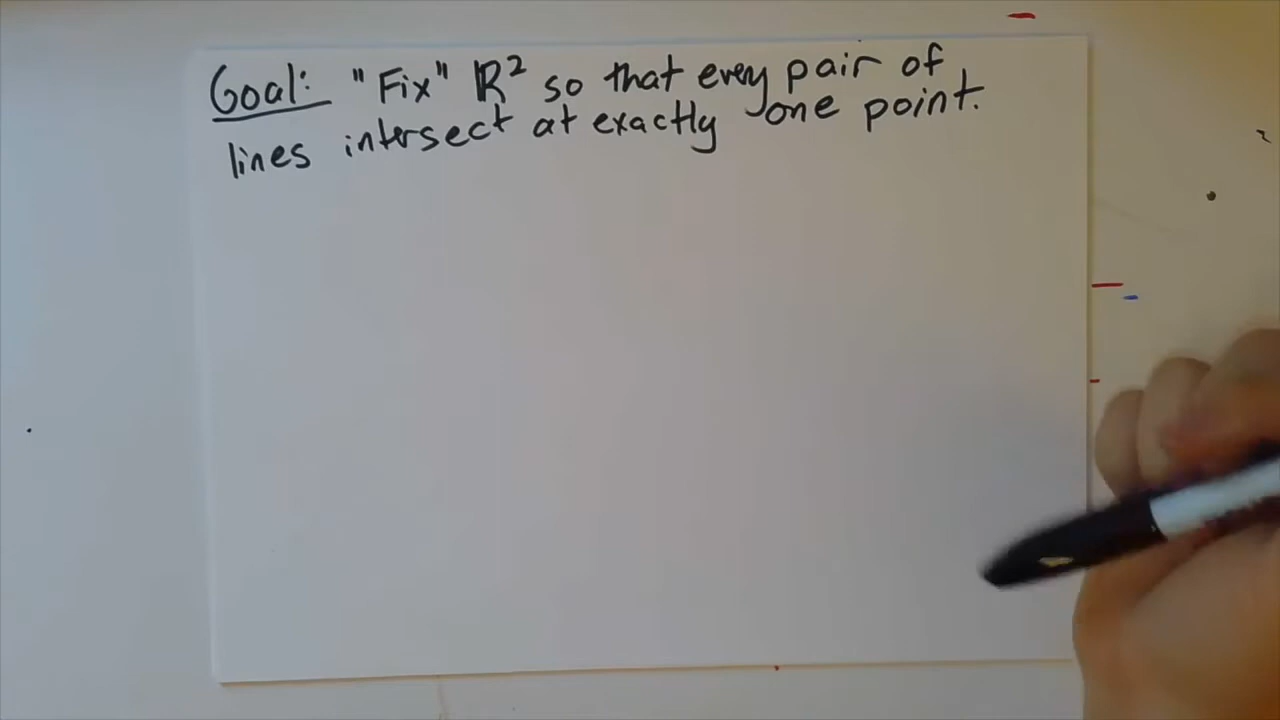 Goal: "Fix" ℝ² so that every pair of
lines intersect at exactly one point.